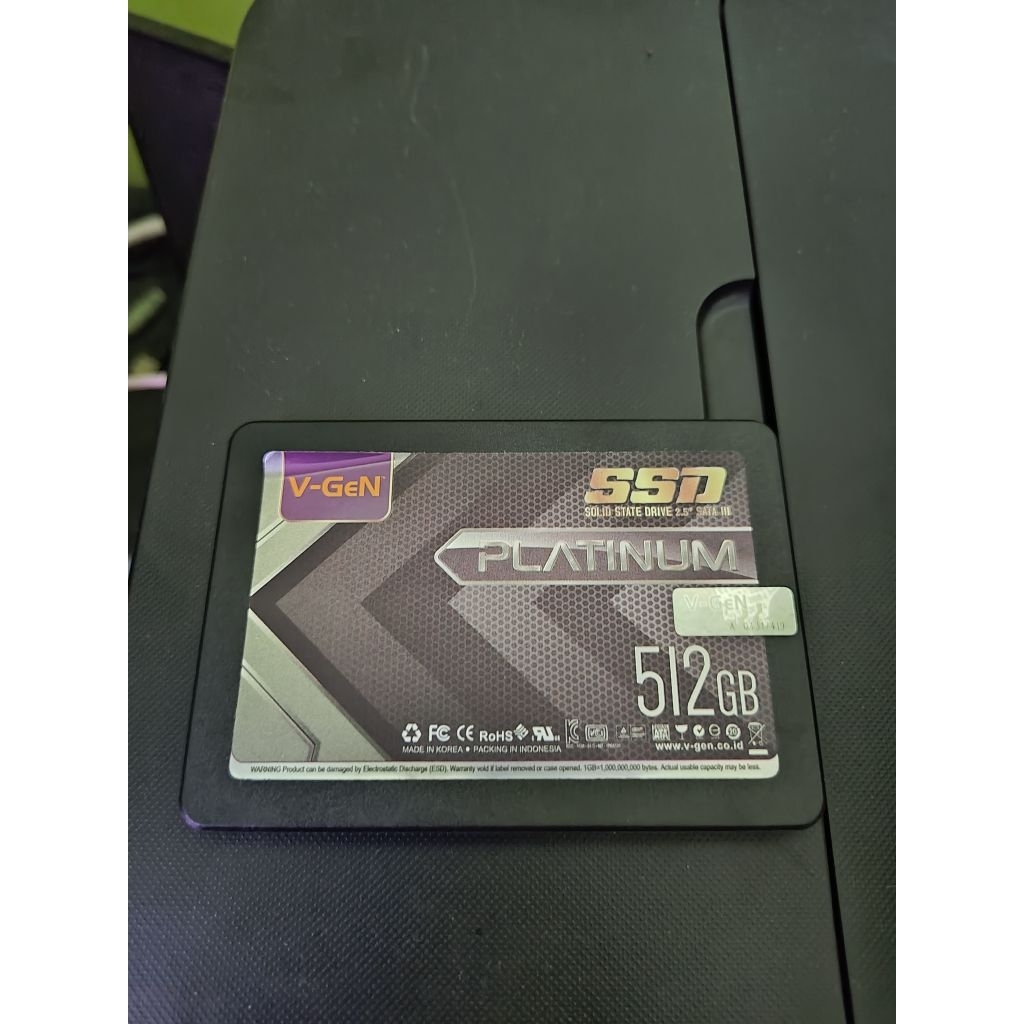 V-GeN
SSD
SOLID STATE DRIVE 2.5" SATA III
PLATINUM
V-GeN
512GB
FC CE RoHS
MADE IN KOREA • PACKING IN INDONESIA
www.v-gen.co.id
WARNING Product can be damaged by Electrostatic Discharge (ESD). Warranty void if label removed or case opened. 1GB=1,000,000,000 bytes. Actual usable capacity may be less.